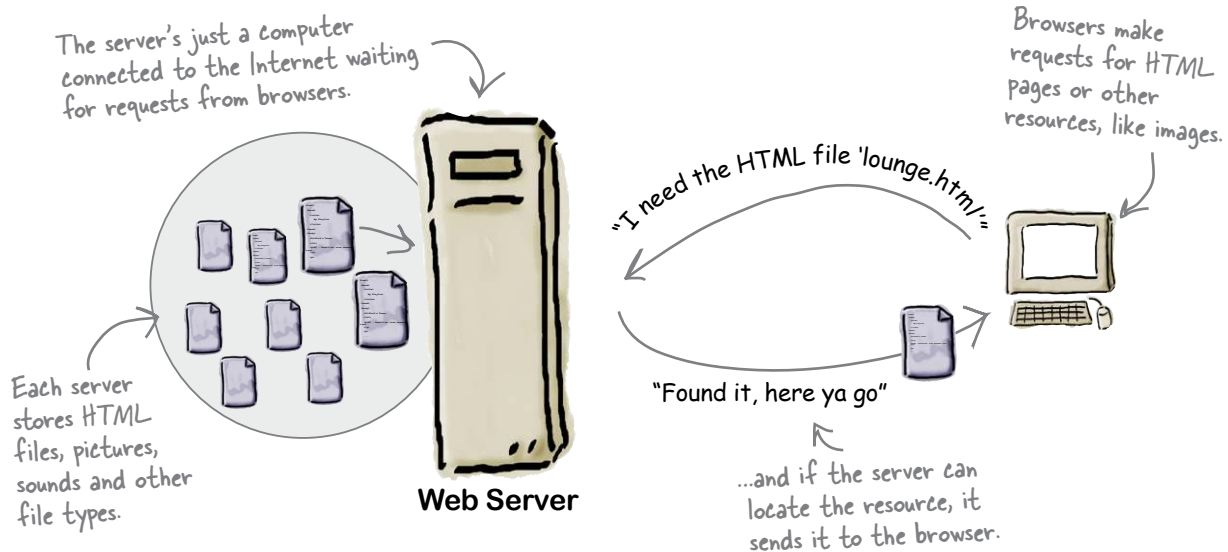 The server's just a computer
connected to the Internet waiting
for requests from browsers.
Browsers make
requests for HTML
pages or other
resources, like images.
"I need the HTML file 'lounge.html'"
"Found it, here ya go"
Each server
stores HTML
files, pictures,
sounds and other
file types.
Web Server
...and if the server can
locate the resource, it
sends it to the browser.